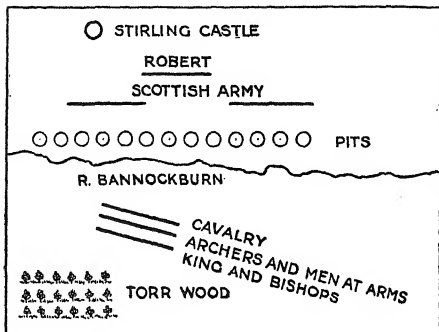 STIRLING CASTLE
ROBERT
SCOTTISH ARMY
PITS
R. BANNOCKBURN
CAVALRY
ARCHERS AND MEN AT ARMS
KING AND BISHOPS
TORR WOOD